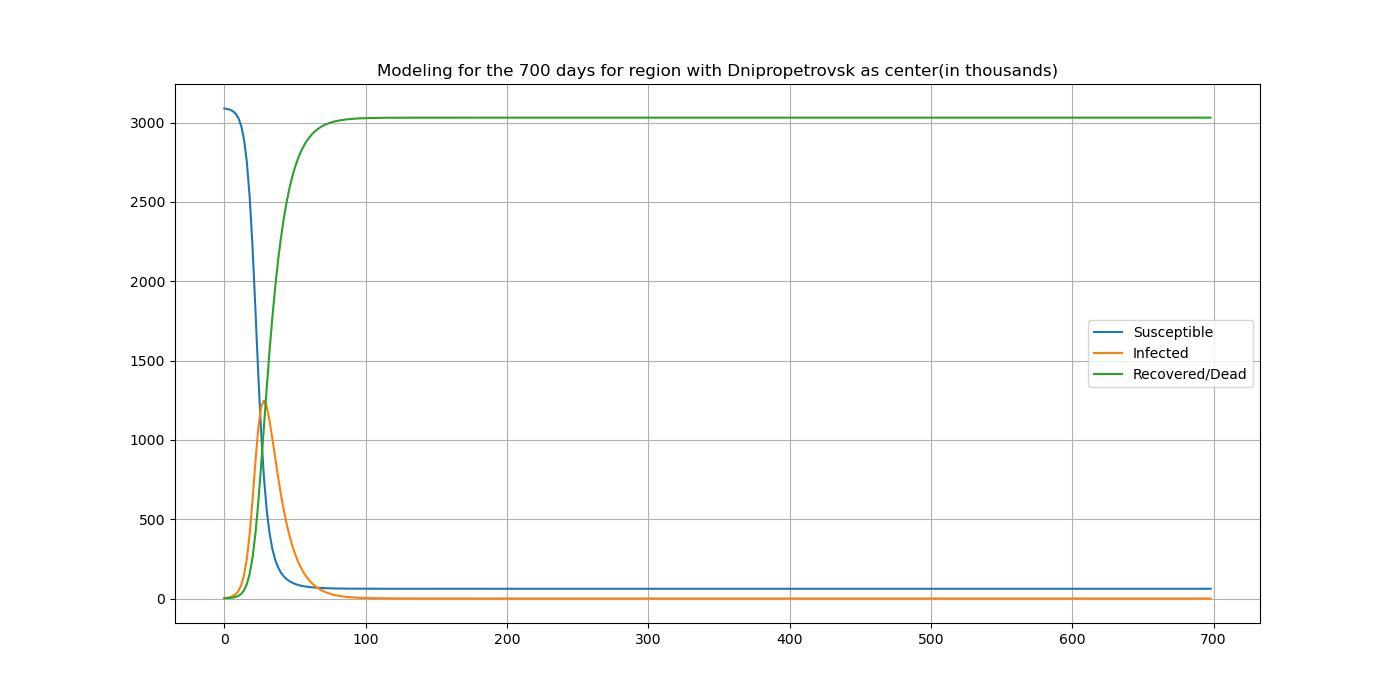 Modeling for the 700 days for region with Dnipropetrovsk as center(in thousands)
3000
2500
2000
1500
1000
500
0
Susceptible
Infected
Recovered/Dead
0 100 200 300 400 500 600 700